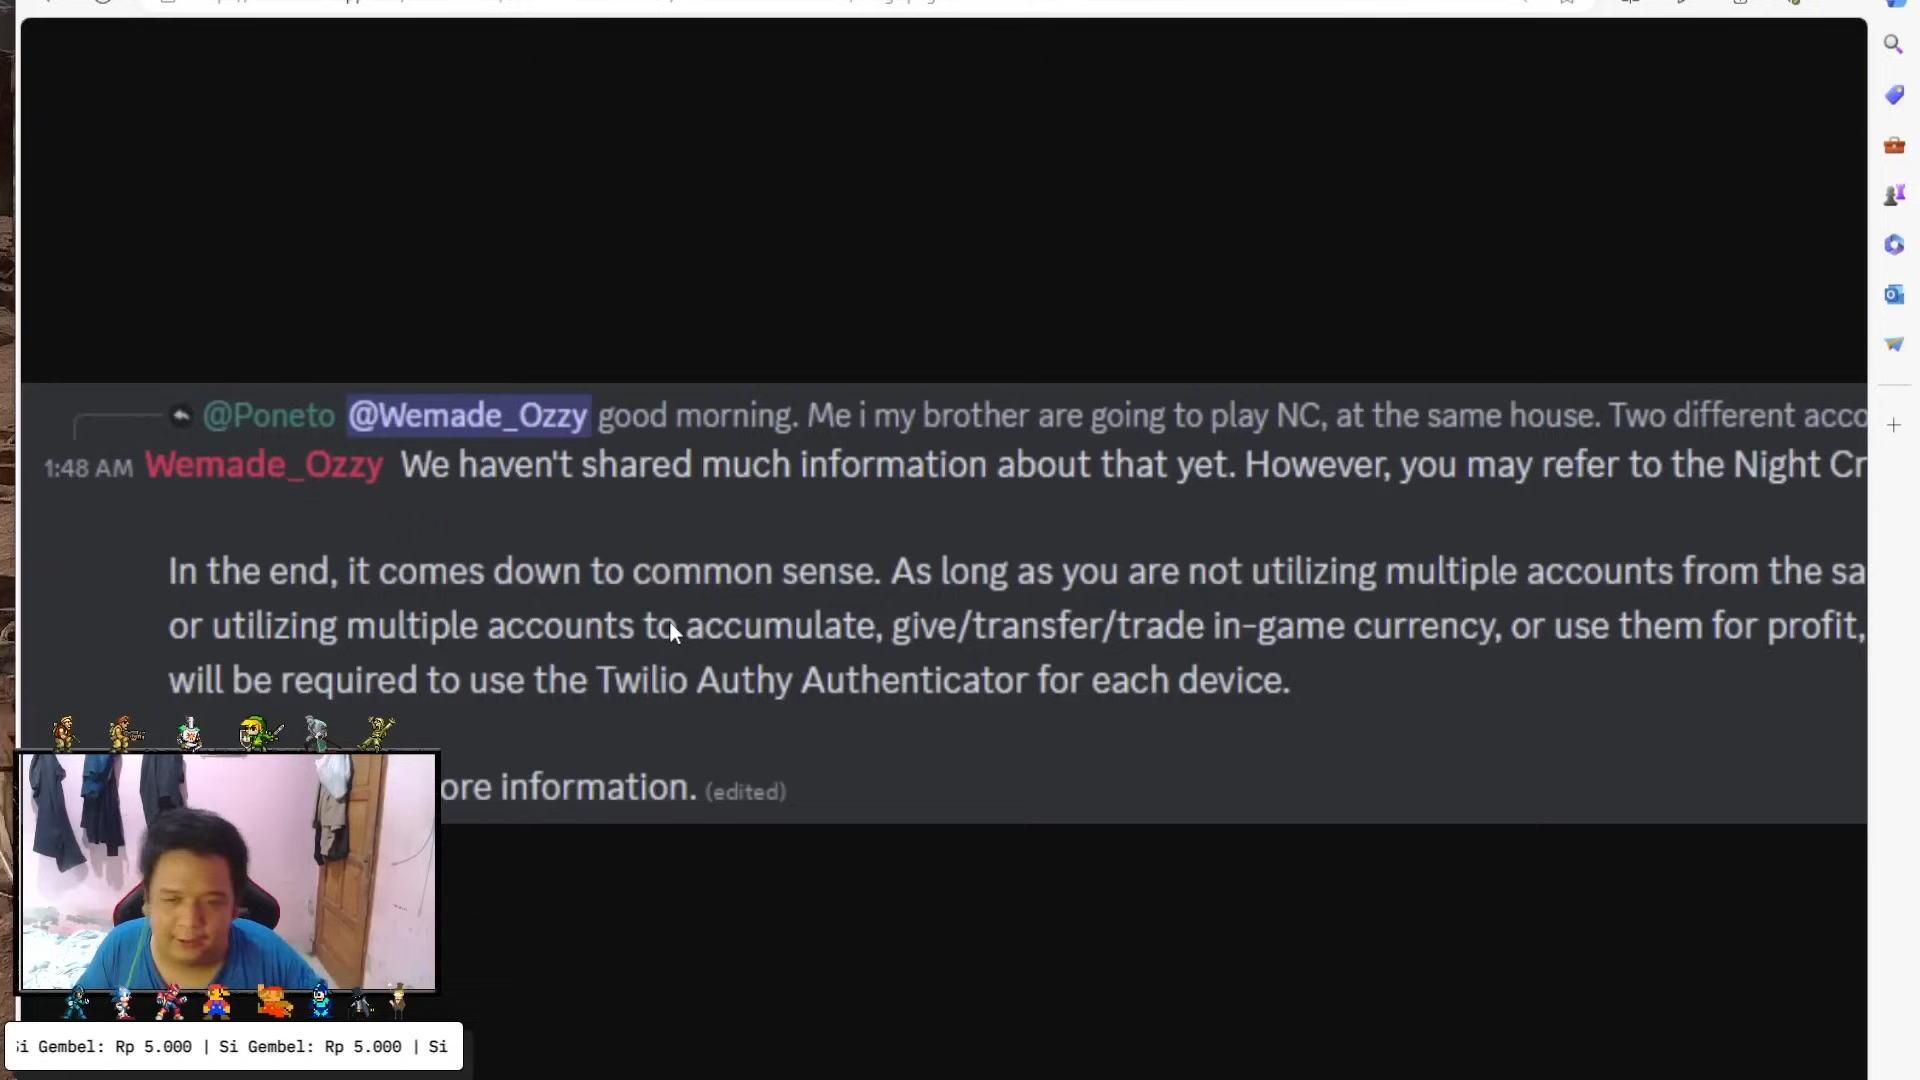 @Poneto @Wemade_Ozzy good morning. Me i my brother are going to play NC, at the same house. Two different acco
1:48 AM Wemade_Ozzy We haven't shared much information about that yet. However, you may refer to the Night Cr
In the end, it comes down to common sense. As long as you are not utilizing multiple accounts from the sa
or utilizing multiple accounts to accumulate, give/transfer/trade in-game currency, or use them for profit,
will be required to use the Twilio Authy Authenticator for each device.
ore information. (edited)
Si Gembel: Rp 5.000 | Si Gembel: Rp 5.000 | Si